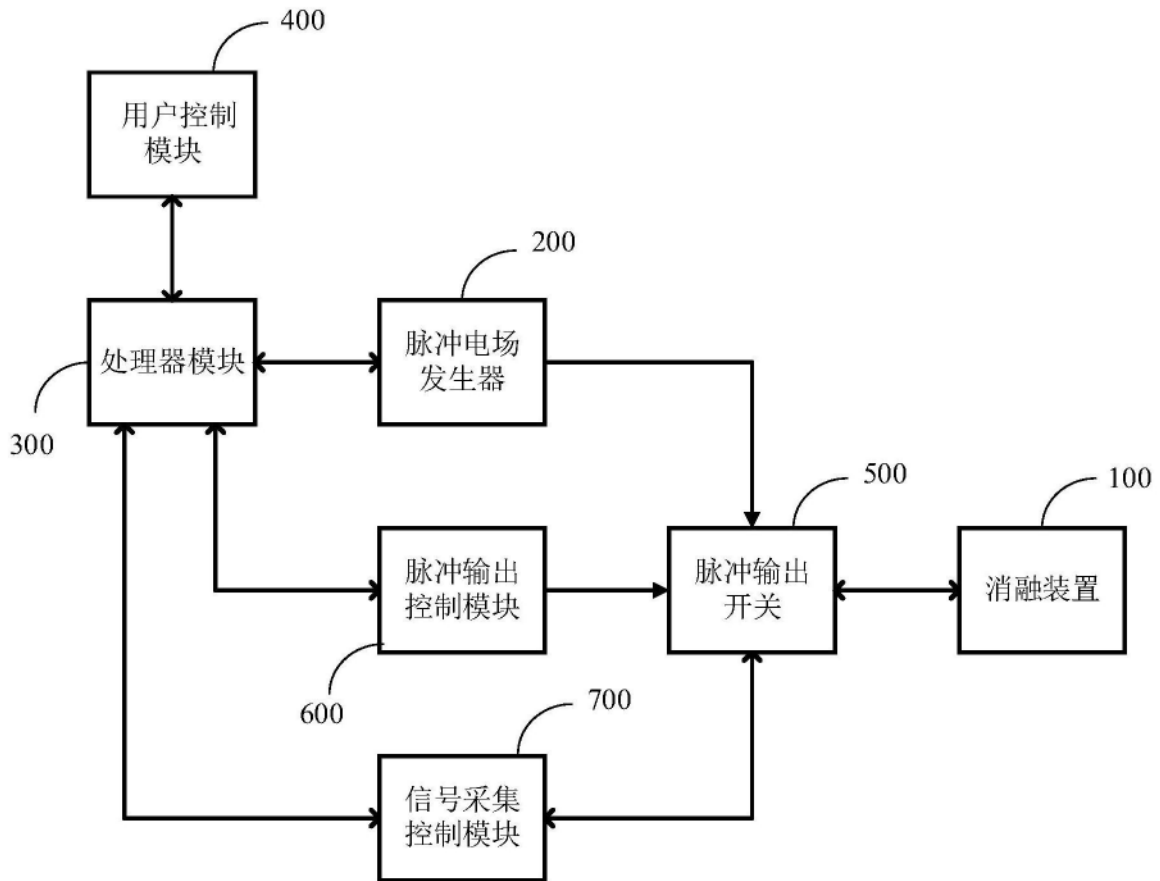 400
用户控制
模块
200
处理器模块
脉冲电场
发生器
300
500
100
脉冲输出
控制模块
脉冲输出
开关
消融装置
600
700
信号采集
控制模块